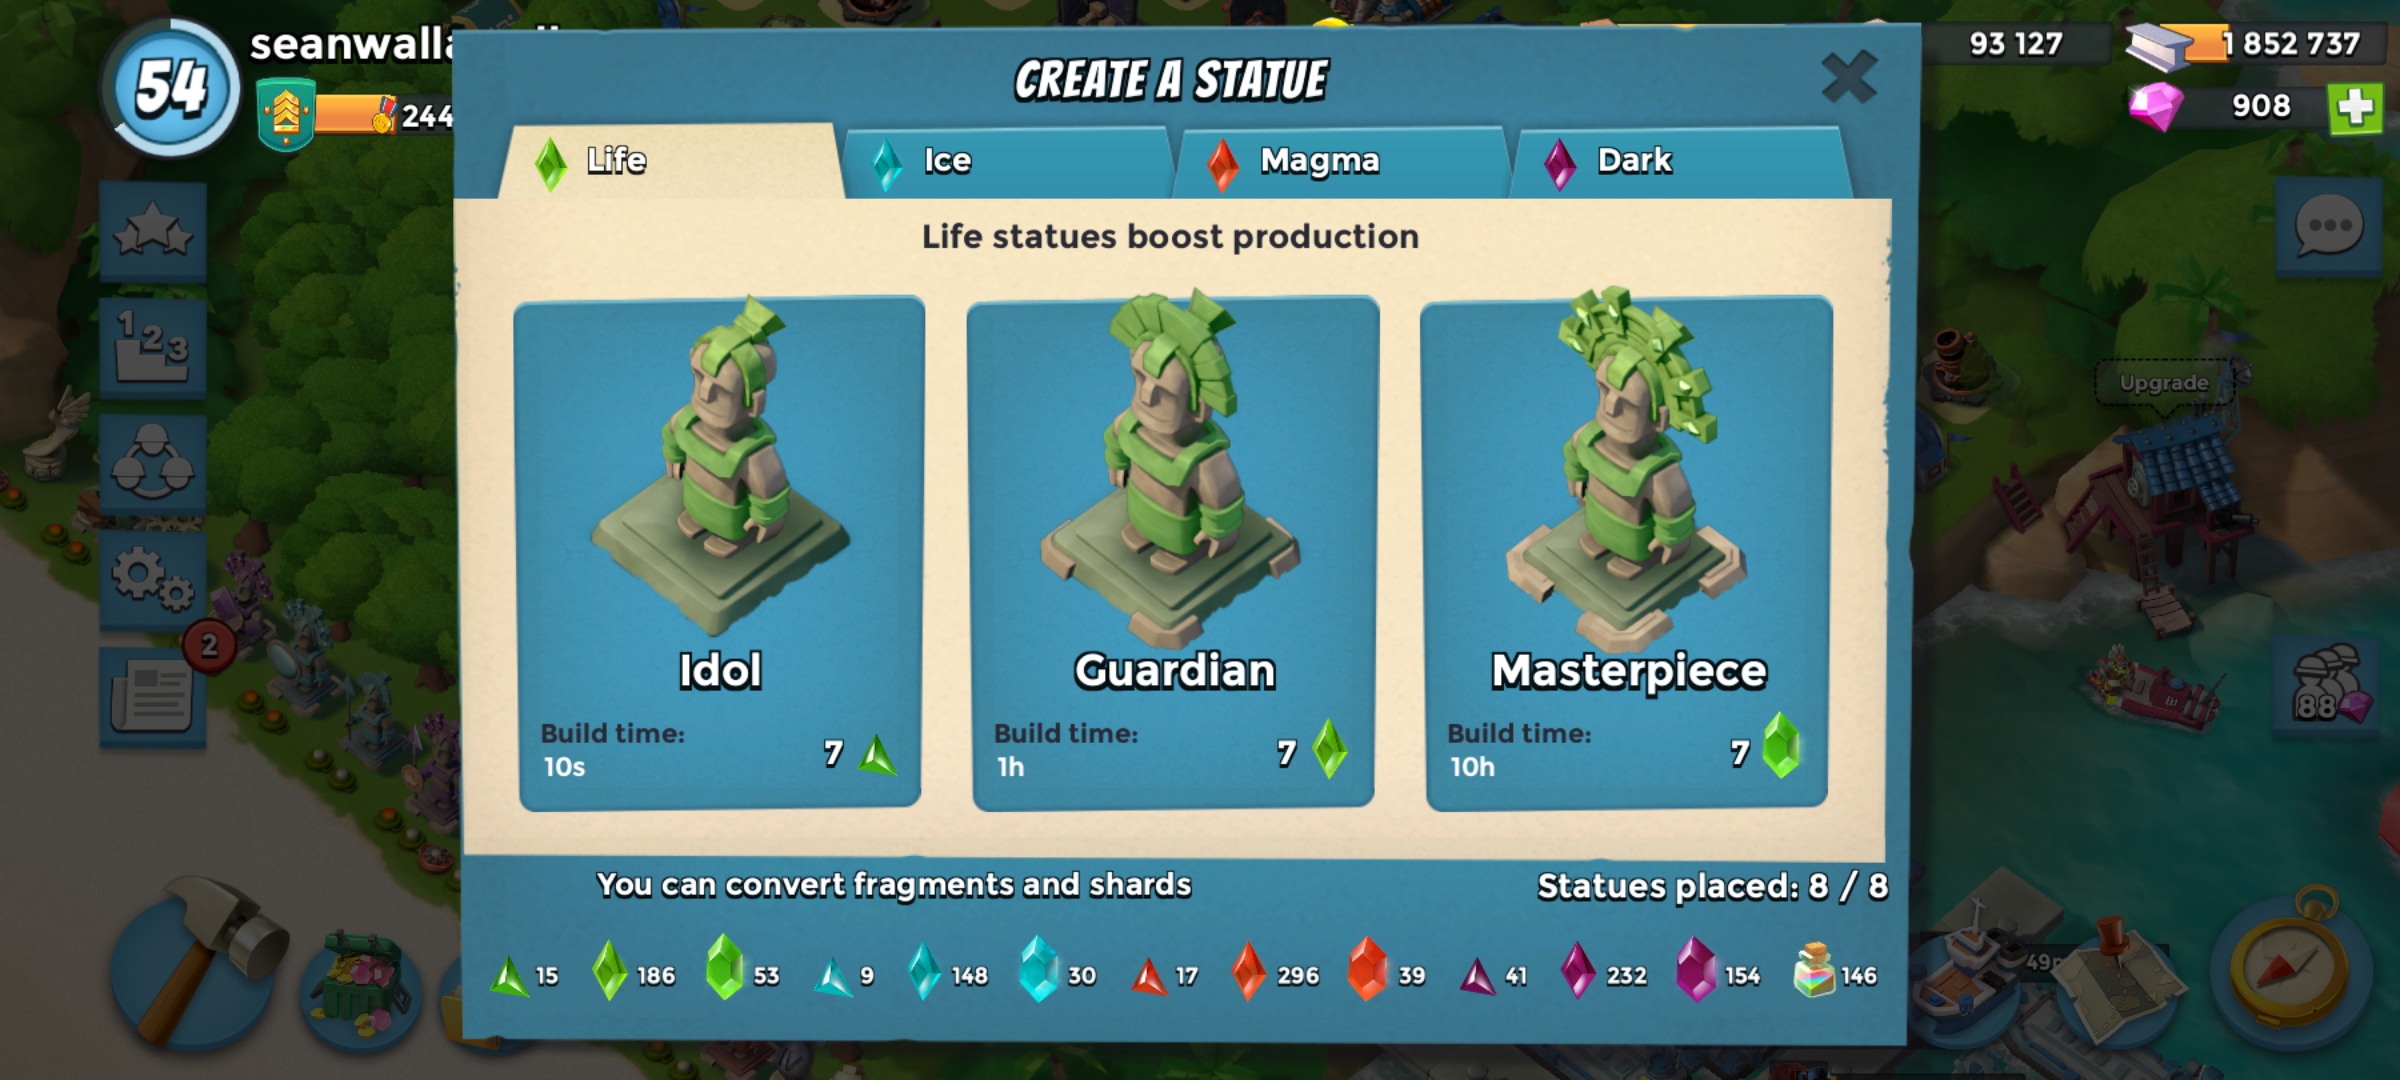 54
244
93 127
1 852 737
908
CREATE A STATUE
Life
Ice
Magma
Dark
Life statues boost production
1 2 3
Upgrade
Idol
Guardian
Masterpiece
Build time:
10s
7
Build time:
1h
7
Build time:
10h
7
2
88
You can convert fragments and shards
Statues placed: 8 / 8
15 186 53 9 148 30 17 296 39 41 232 154 146